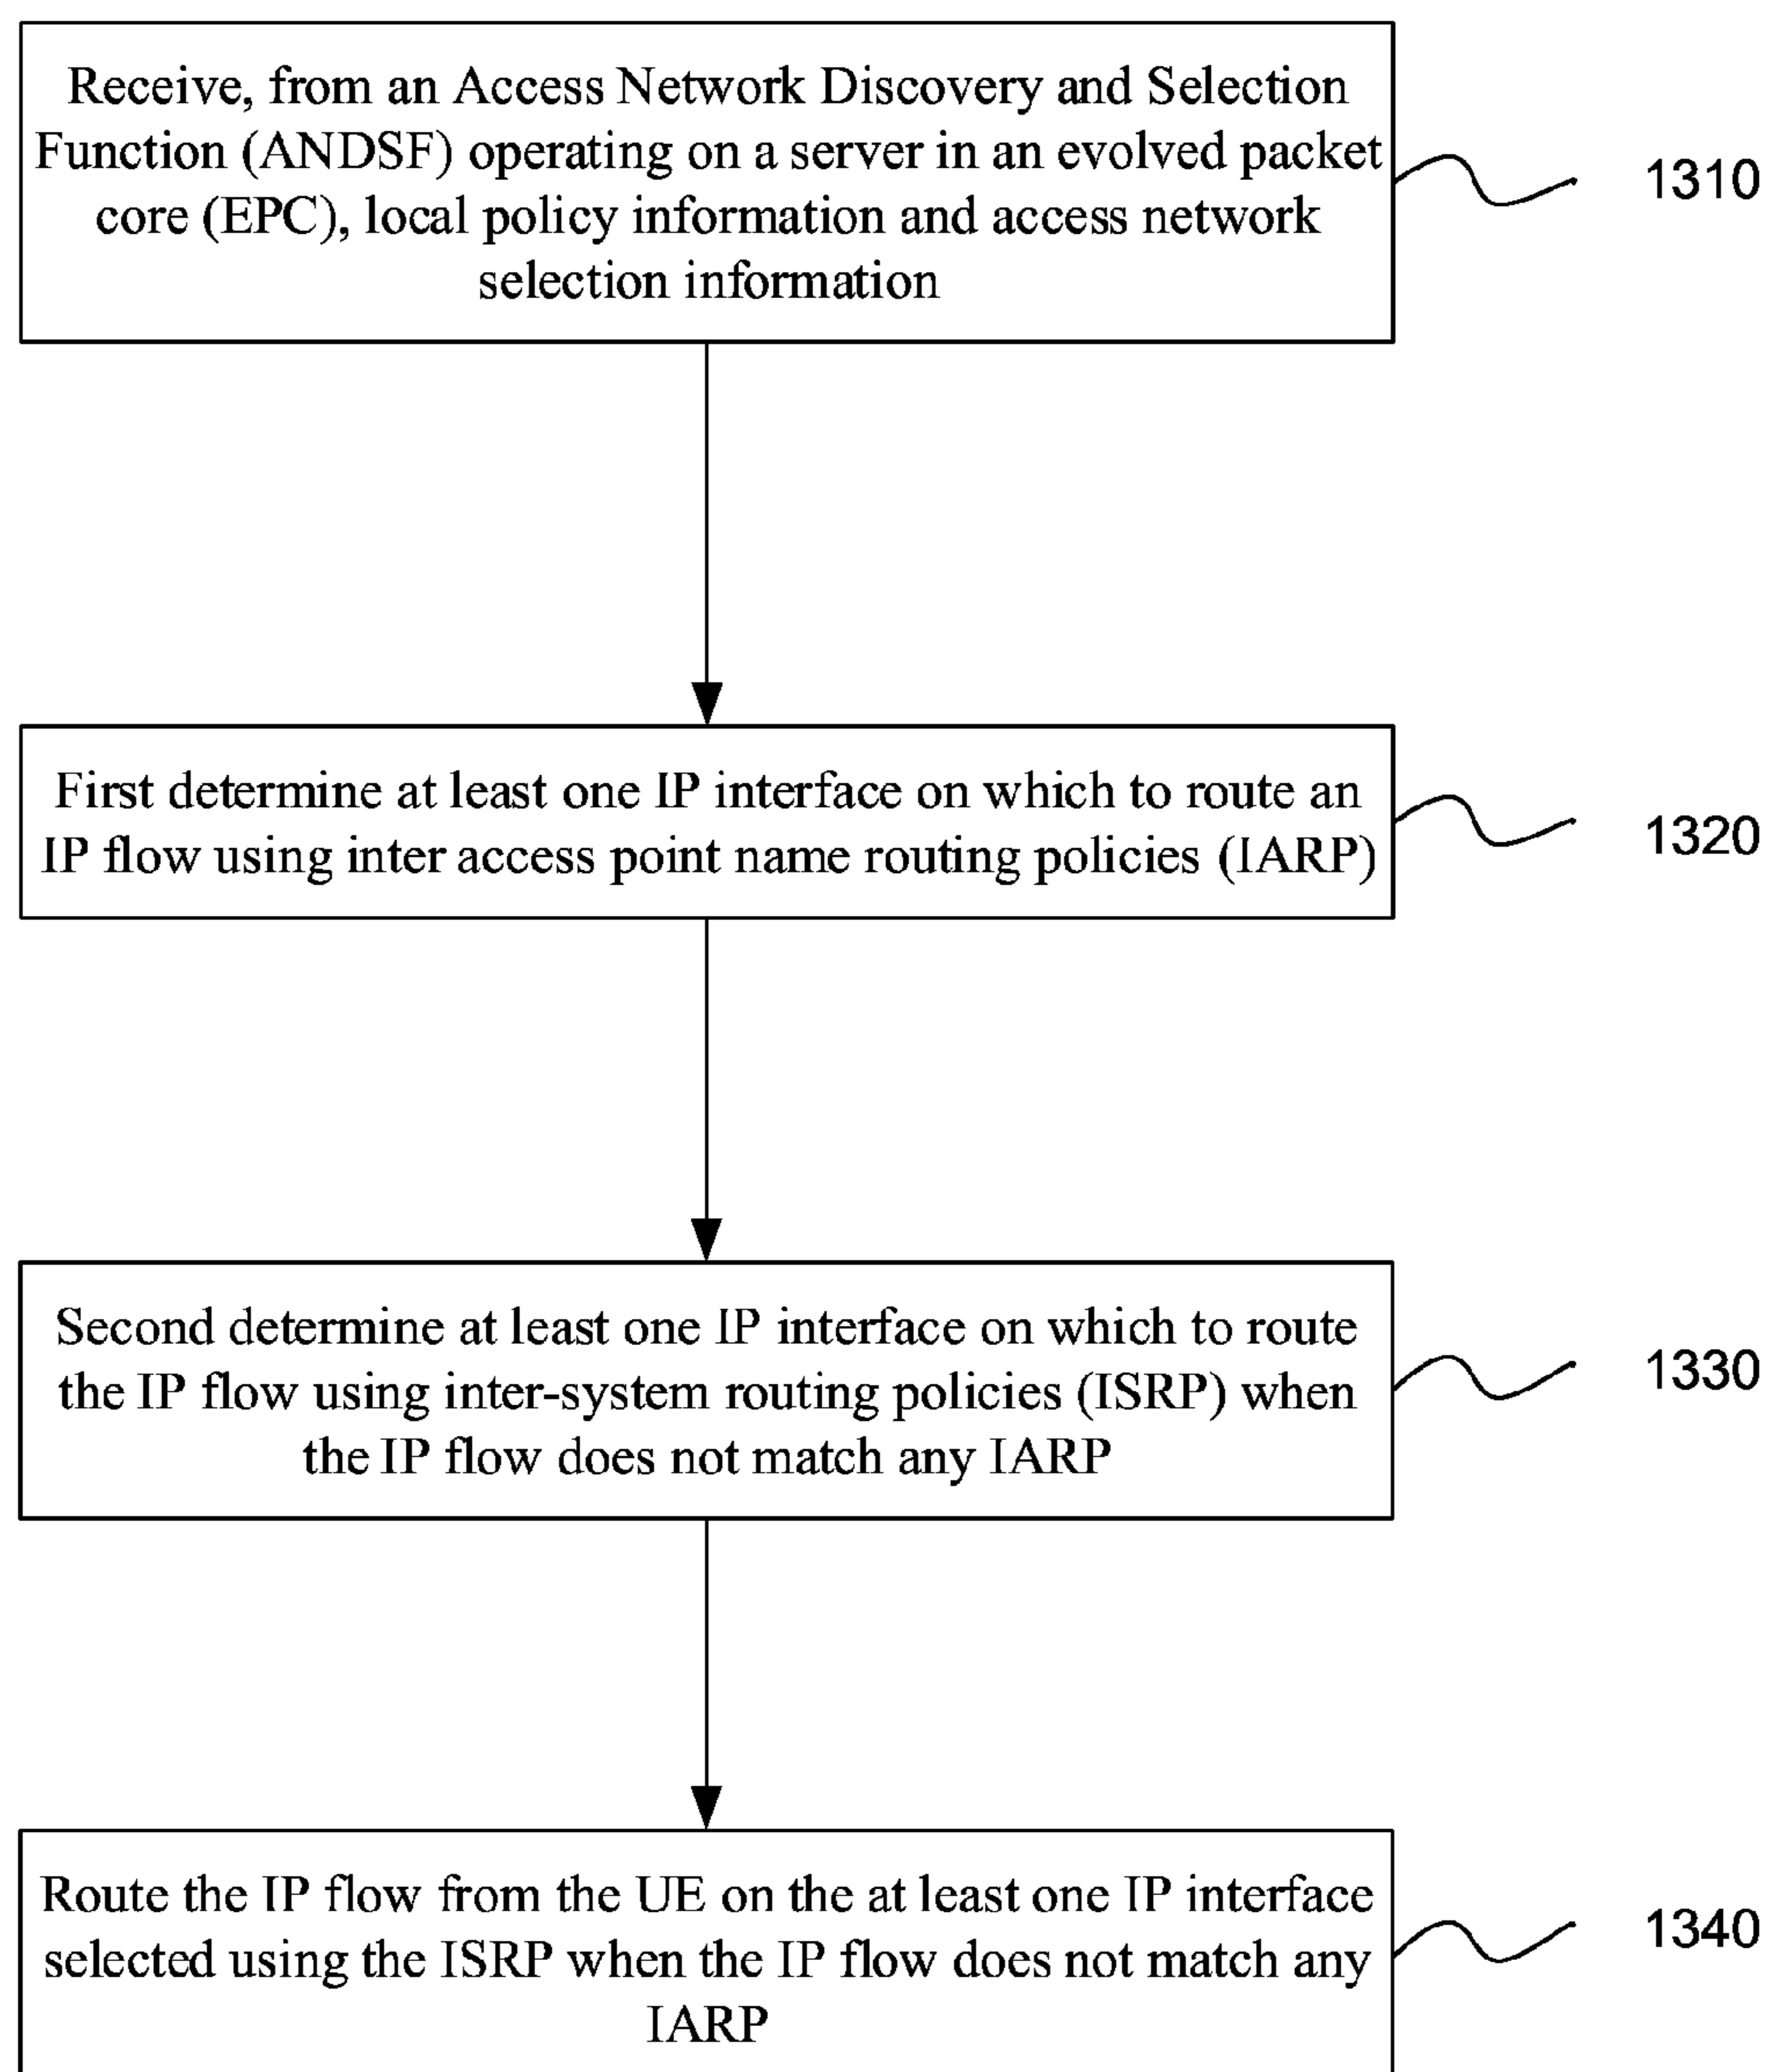 Receive, from an Access Network Discovery and Selection
Function (ANDSF) operating on a server in an evolved packet
core (EPC), local policy information and access network
selection information
1310
First determine at least one IP interface on which to route an
IP flow using inter access point name routing policies (IARP)
1320
Second determine at least one IP interface on which to route
the IP flow using inter-system routing policies (ISRP) when
the IP flow does not match any IARP
1330
Route the IP flow from the UE on the at least one IP interface
selected using the ISRP when the IP flow does not match any
IARP
1340